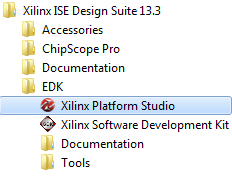 Xilinx ISE Design Suite 13.3
Accessories
ChipScope Pro
Documentation
EDK
Xilinx Platform Studio
Xilinx Software Development Kit
Documentation
Tools